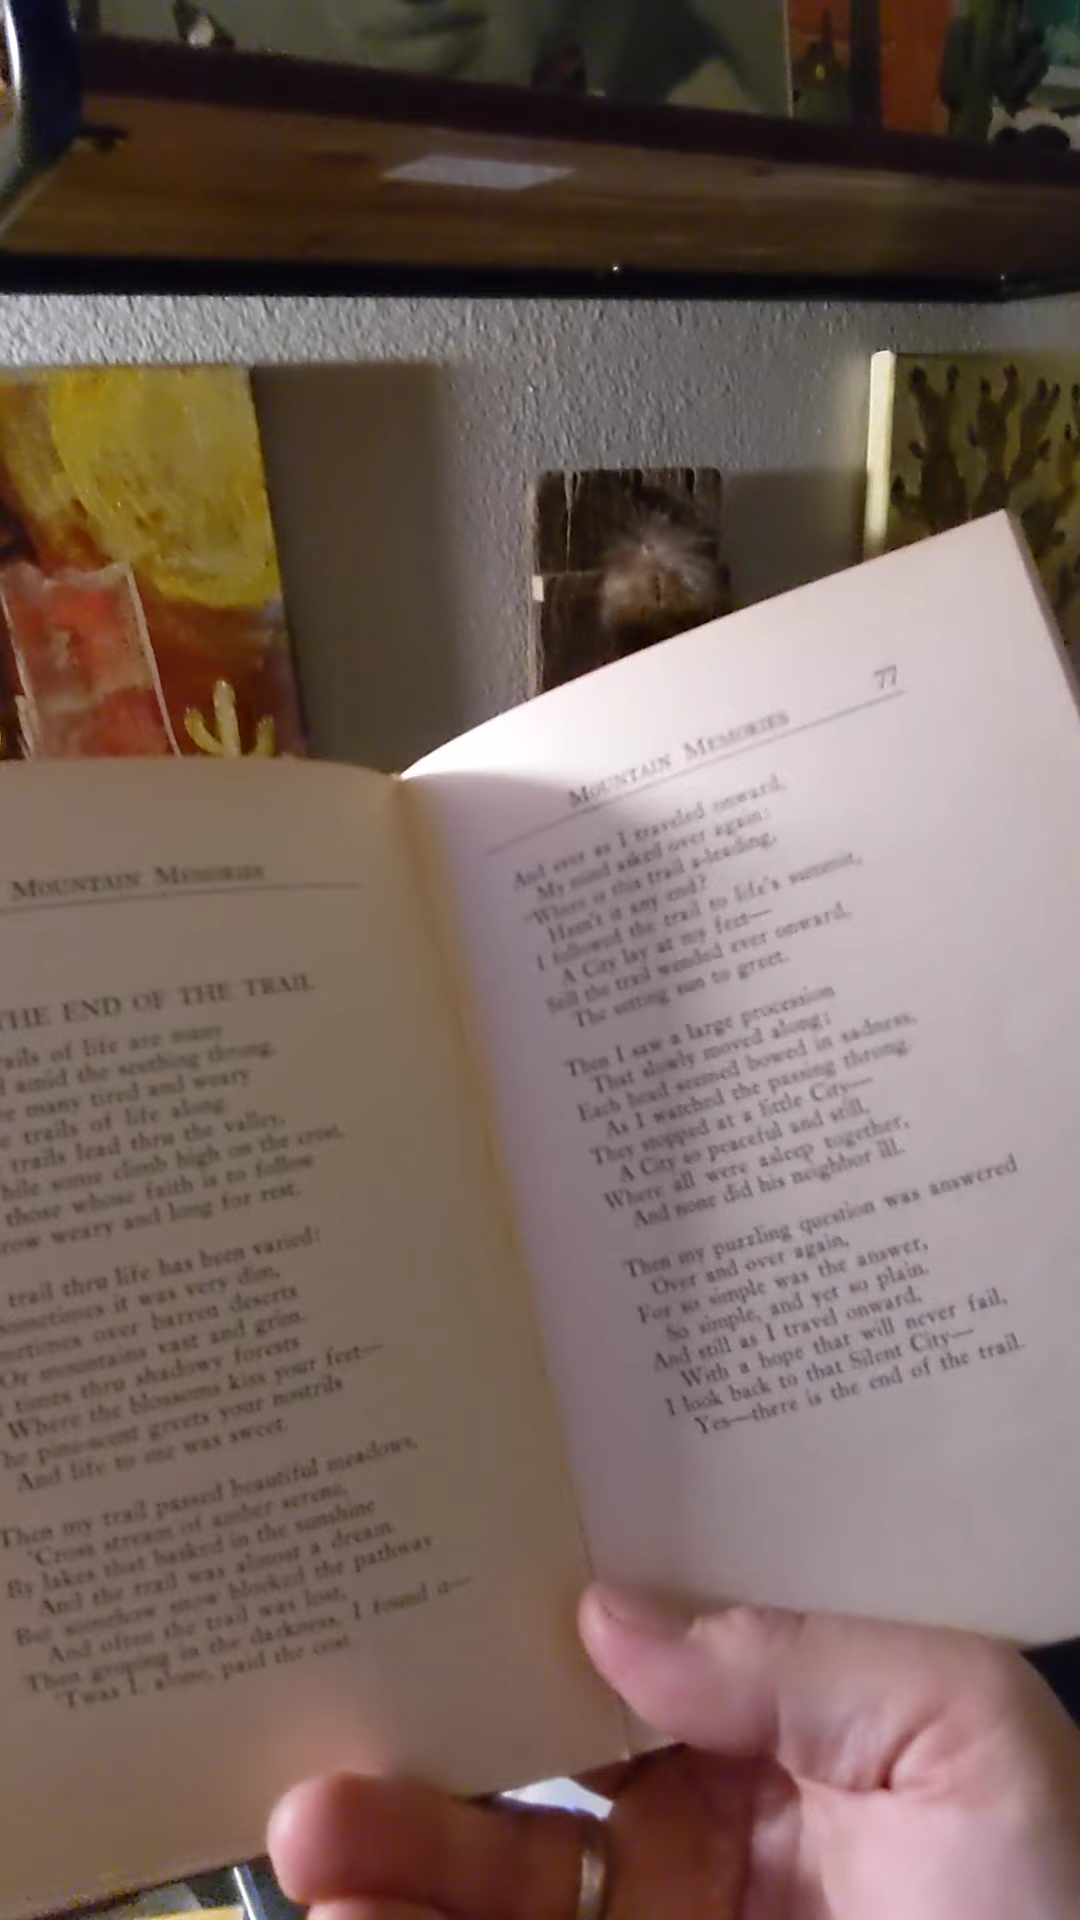 MOUNTAIN MEMORIES
THE END OF THE TRAIL
rails of life are many
amid the seething throng,
many tired and weary
trails of life along.
trails lead thru the valley,
hile some climb high on the crest,
those whose faith is to follow
row weary and long for rest.
trail thru life has been varied:
Sometimes it was very dim,
metimes over barren deserts
Or mountains vast and grim.
times thru shadowy forests
Where the blossoms kiss your feet—
he pine-scent greets your nostrils
And life to me was sweet.
Then my trail passed beautiful meadows,
'Cross stream of amber serene,
By lakes that basked in the sunshine
And the trail was almost a dream.
But somehow snow blocked the pathway
And often the trail was lost,
Then groping in the darkness, I found it—
'Twas I, alone, paid the cost.
77
MOUNTAIN MEMORIES
And ever as I traveled onward,
My mind asked over again:
"Where is this trail a-leading,
Hasn't it any end?
I followed the trail to life's summit,
A City lay at my feet—
Still the trail wended ever onward,
The setting sun to greet.
Then I saw a large procession
That slowly moved along;
Each head seemed bowed in sadness,
As I watched the passing throng.
They stopped at a little City—
A City so peaceful and still,
Where all were asleep together,
And none did his neighbor ill.
Then my puzzling question was answered
Over and over again,
For so simple was the answer,
So simple, and yet so plain.
And still as I travel onward,
With a hope that will never fail,
I look back to that Silent City—
Yes—there is the end of the trail.